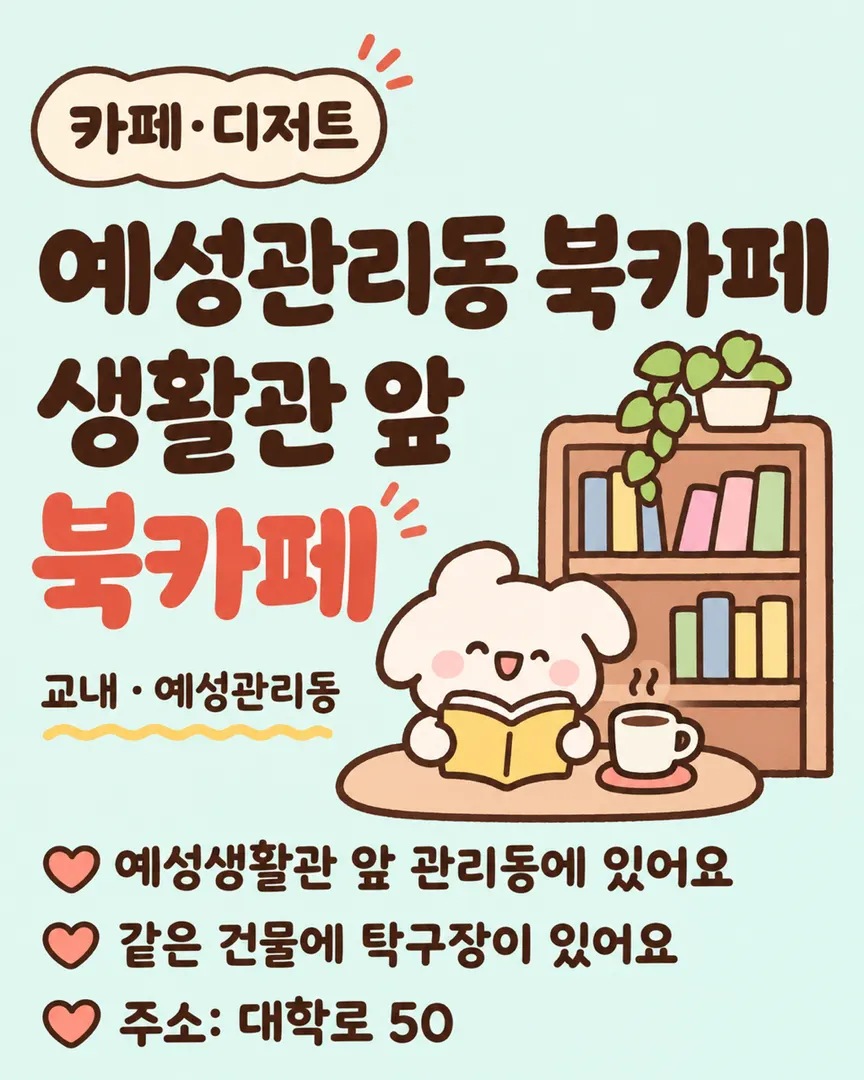 카페·디저트
예성관리동 북카페
생활관 앞
북카페
교내 · 예성관리동
예성생활관 앞 관리동에 있어요
같은 건물에 탁구장이 있어요
주소: 대학로 50